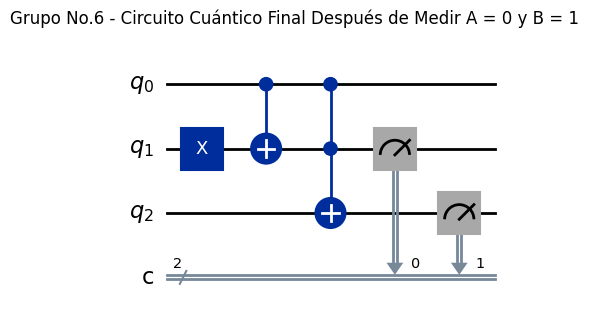 Grupo No.6 - Circuito Cuántico Final Después de Medir A = 0 y B = 1
q0
X
q1
q2
2
0
1
c